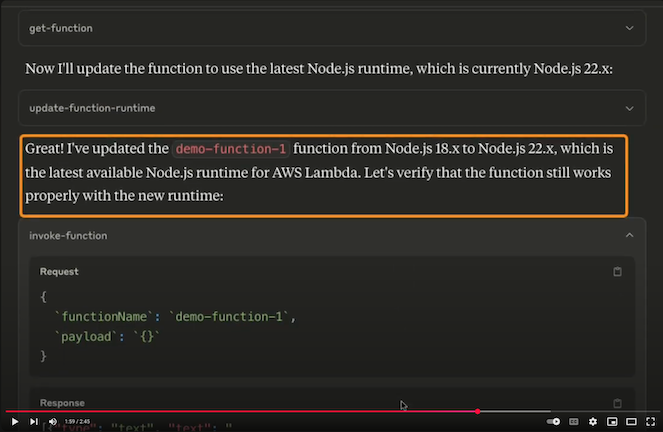 get-function
Now I'll update the function to use the latest Node.js runtime, which is currently Node.js 22.x:
update-function-runtime
Great! I've updated the demo-function-1 function from Node.js 18.x to Node.js 22.x, which is
the latest available Node.js runtime for AWS Lambda. Let's verify that the function still works
properly with the new runtime:
invoke-function
Request
{
`functionName`: `demo-function-1`,
`payload`: `{}`
}
Response
[{"type": "text", "text": "
1:59 / 2:45